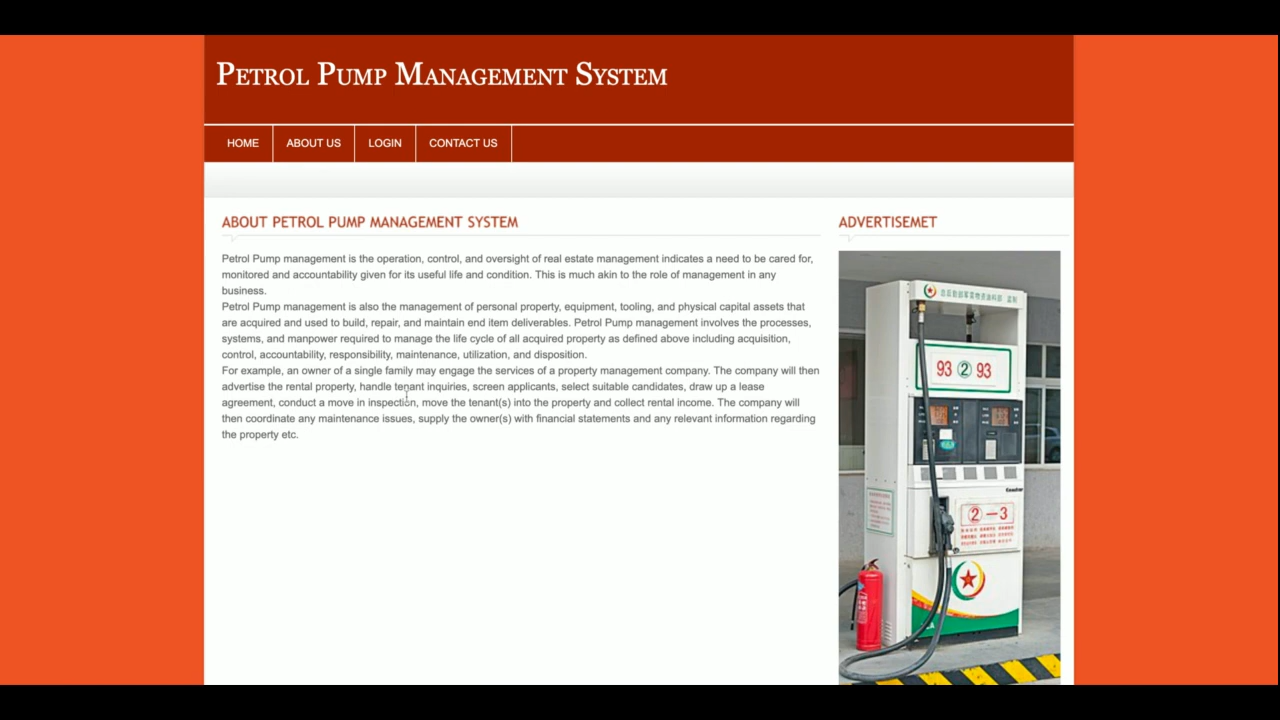 Petrol Pump Management System
HOME
ABOUT US
LOGIN
CONTACT US
ABOUT PETROL PUMP MANAGEMENT SYSTEM
Petrol Pump management is the operation, control, and oversight of real estate management indicates a need to be cared for,
monitored and accountability given for its useful life and condition. This is much akin to the role of management in any
business.
Petrol Pump management is also the management of personal property, equipment, tooling, and physical capital assets that
are acquired and used to build, repair, and maintain end item deliverables. Petrol Pump management involves the processes,
systems, and manpower required to manage the life cycle of all acquired property as defined above including acquisition,
control, accountability, responsibility, maintenance, utilization, and disposition.
For example, an owner of a single family may engage the services of a property management company. The company will then
advertise the rental property, handle tenant inquiries, screen applicants, select suitable candidates, draw up a lease
agreement, conduct a move in inspection, move the tenant(s) into the property and collect rental income. The company will
then coordinate any maintenance issues, supply the owner(s) with financial statements and any relevant information regarding
the property etc.
ADVERTISEMET
93 2 93
2-3